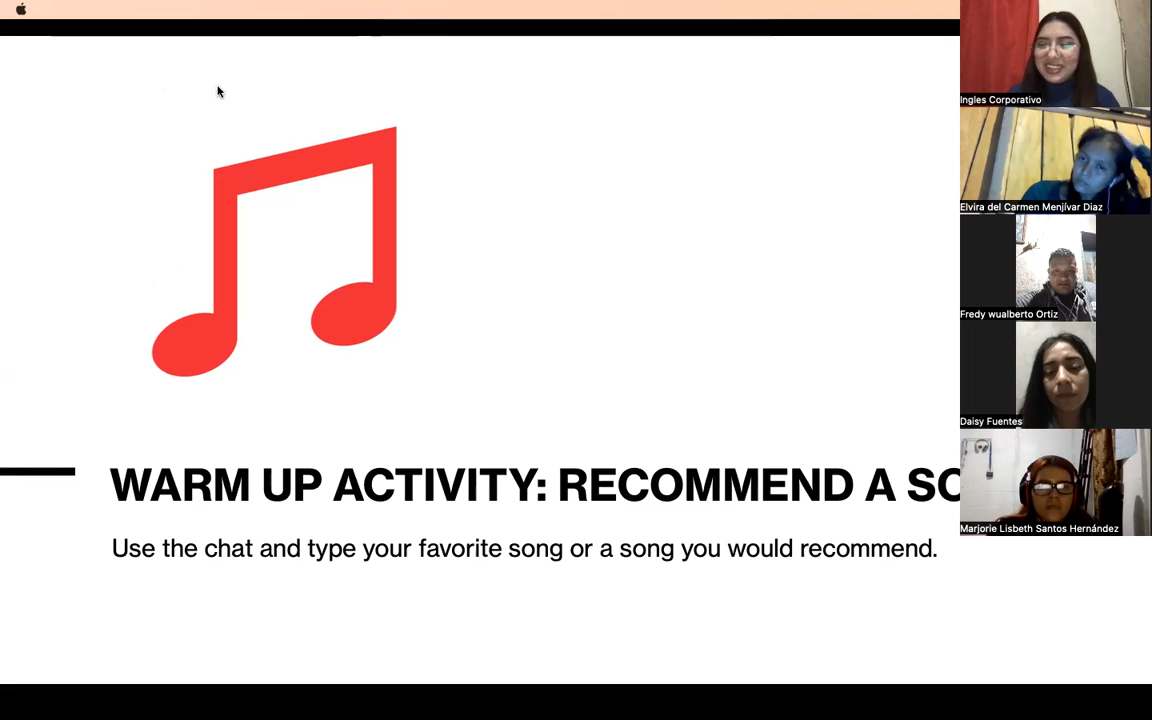 Ingles Corporativo
Elvira del Carmen Menjívar Diaz
Fredy wualberto Ortiz
Daisy Fuentes
Marjorie Lisbeth Santos Hernández
WARM UP ACTIVITY: RECOMMEND A SO
Use the chat and type your favorite song or a song you would recommend.